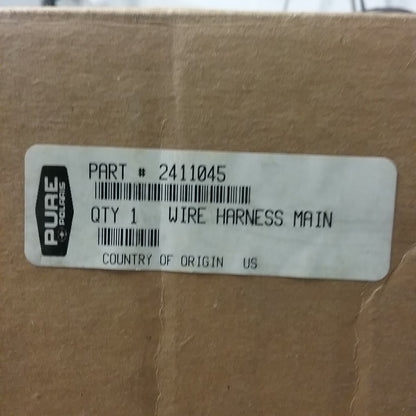 PURE
POLARIS
PART # 2411045
QTY 1 WIRE HARNESS MAIN
COUNTRY OF ORIGIN US